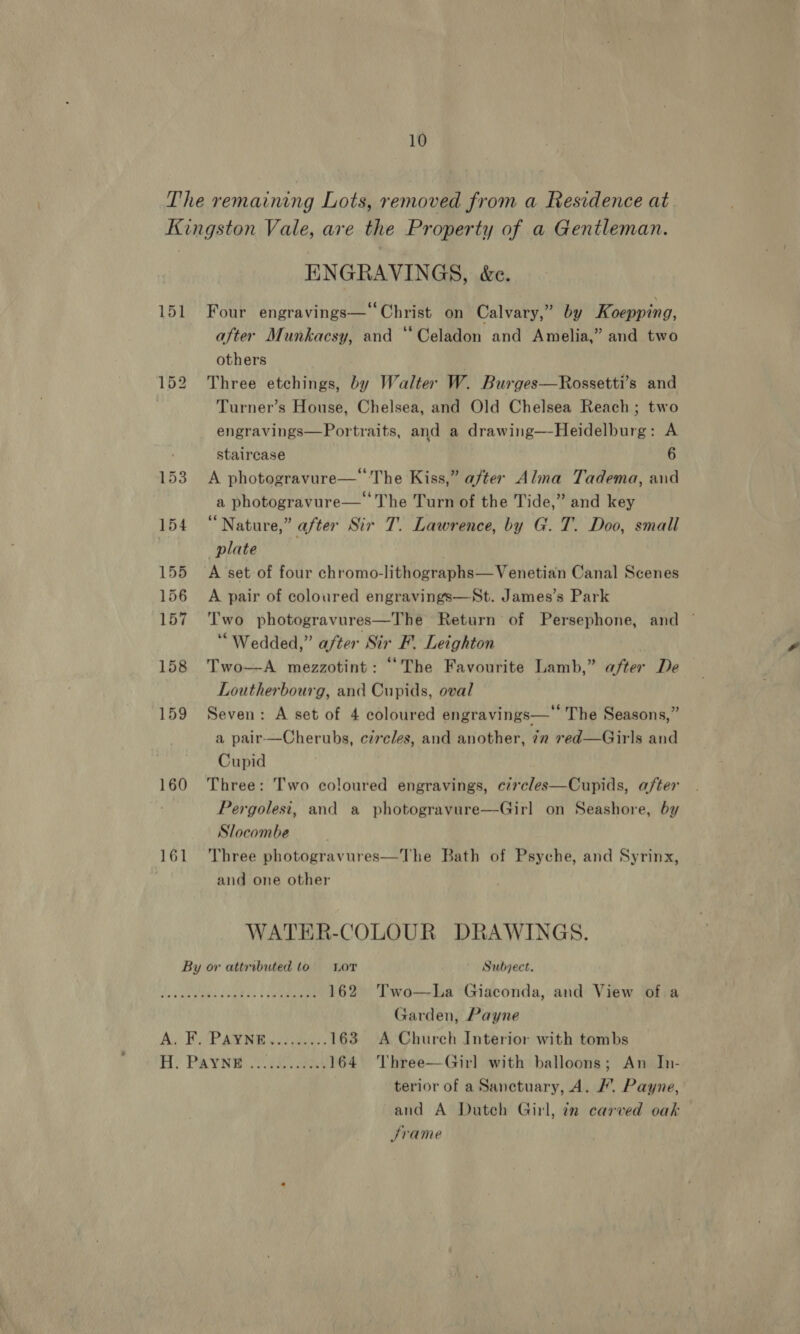 10
The remaining Lots, removed from a Residence at
Kingston Vale, are the Property of a Gentleman.
ENGRAVINGS, &c.
151 Four engravings—“Christ on Calvary,” by Koepping,
after Munkacsy, and “Celadon and Amelia,” and two
others
152 Three etchings, by Walter W. Burges—Rossetti’s and
Turner’s House, Chelsea, and Old Chelsea Reach; two
engravings—Portraits, and a drawing—Heidelburg: A
staircase 6
153 A photogravure—“The Kiss,” after Alma Tadema, and
a photogravure—“The Turn of the Tide,” and key
154 “Nature,” after Sir T. Lawrence, by G. T. Doo, small
plate
155 A set of four chromo-lithographs—Venetian Canal Scenes
156 A pair of coloured engravings—St. James’s Park
157 Two photogravures—The Return of Persephone, and
“Wedded,” after Sir F. Leighton
158 Two—A mezzotint: “The Favourite Lamb,” after De
Loutherbourg, and Cupids, oval
159 Seven: A set of 4 coloured engravings—“The Seasons,”
a pair—Cherubs, circles, and another, in red—Girls and
Cupid
160 Three: Two coloured engravings, circles—Cupids, after
Pergolesi, and a photogravure—Girl on Seashore, by
Slocombe
161 Three photogravures—The Bath of Psyche, and Syrinx,
and one other
WATER-COLOUR DRAWINGS.
By or attributed to LOT Subject.
........................ 162 Two—La Giaconda, and View of a
Garden, Payne
A. F. PAYNE.........163 A Church Interior with tombs
H. PAYNE ............164 Three—Girl with balloons; An In-
terior of a Sanctuary, A. F. Payne,
and A Dutch Girl, in carved oak
frame